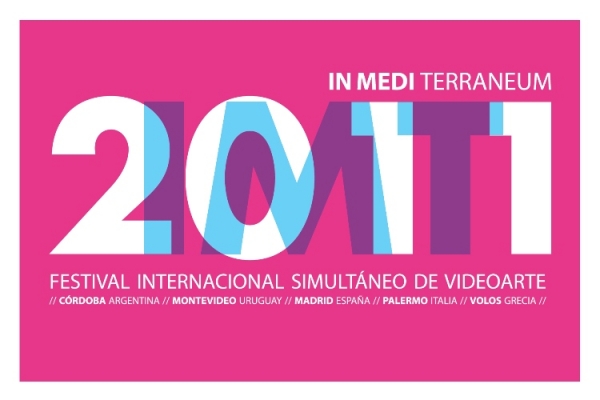 IN MEDI TERRANEUM
2011
IMT
FESTIVAL INTERNACIONAL SIMULTÁNEO DE VIDEOARTE
// CÓRDOBA ARGENTINA // MONTEVIDEO URUGUAY // MADRID ESPAÑA // PALERMO ITALIA // VOLOS GRECIA //